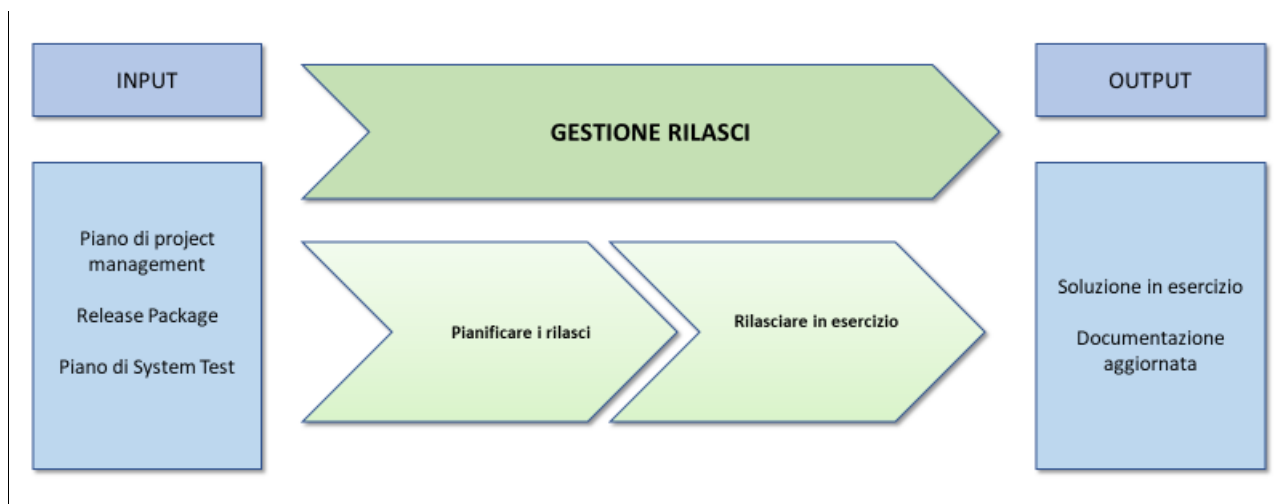 INPUT
GESTIONE RILASCI
OUTPUT
Piano di project
management
Release Package
Piano di System Test
Pianificare i rilasci
Rilasciare in esercizio
Soluzione in esercizio
Documentazione
aggiornata